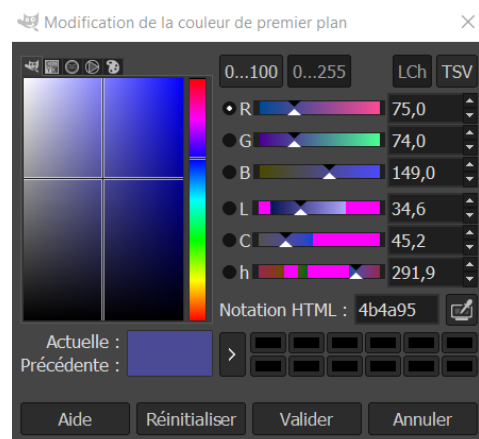 Modification de la couleur de premier plan
0...100 0...255 LCh TSV
R 75,0
G 74,0
B 149,0
L 34,6
C 45,2
h 291,9
Notation HTML : 4b4a95
Actuelle :
Précédente :
>
Aide Réinitialiser Valider Annuler